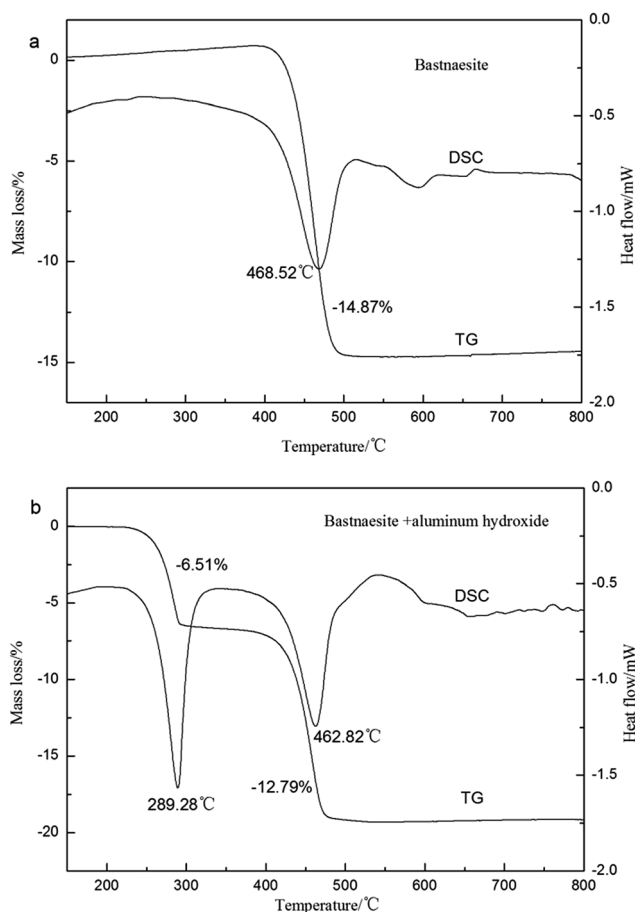 a
Bastnaesite
0
-5
-10
-15
Mass loss/%
0.0
-0.5
-1.0
-1.5
-2.0
Heat flow/mW
DSC
468.52℃
-14.87%
TG
200 300 400 500 600 700 800
Temperature/℃
b
Bastnaesite +aluminum hydroxide
0
-5
-10
-15
-20
Mass loss/%
0.0
-0.5
-1.0
-1.5
-2.0
Heat flow/mW
-6.51%
DSC
462.82℃
289.28℃
-12.79%
TG
200 300 400 500 600 700 800
Temperature/℃